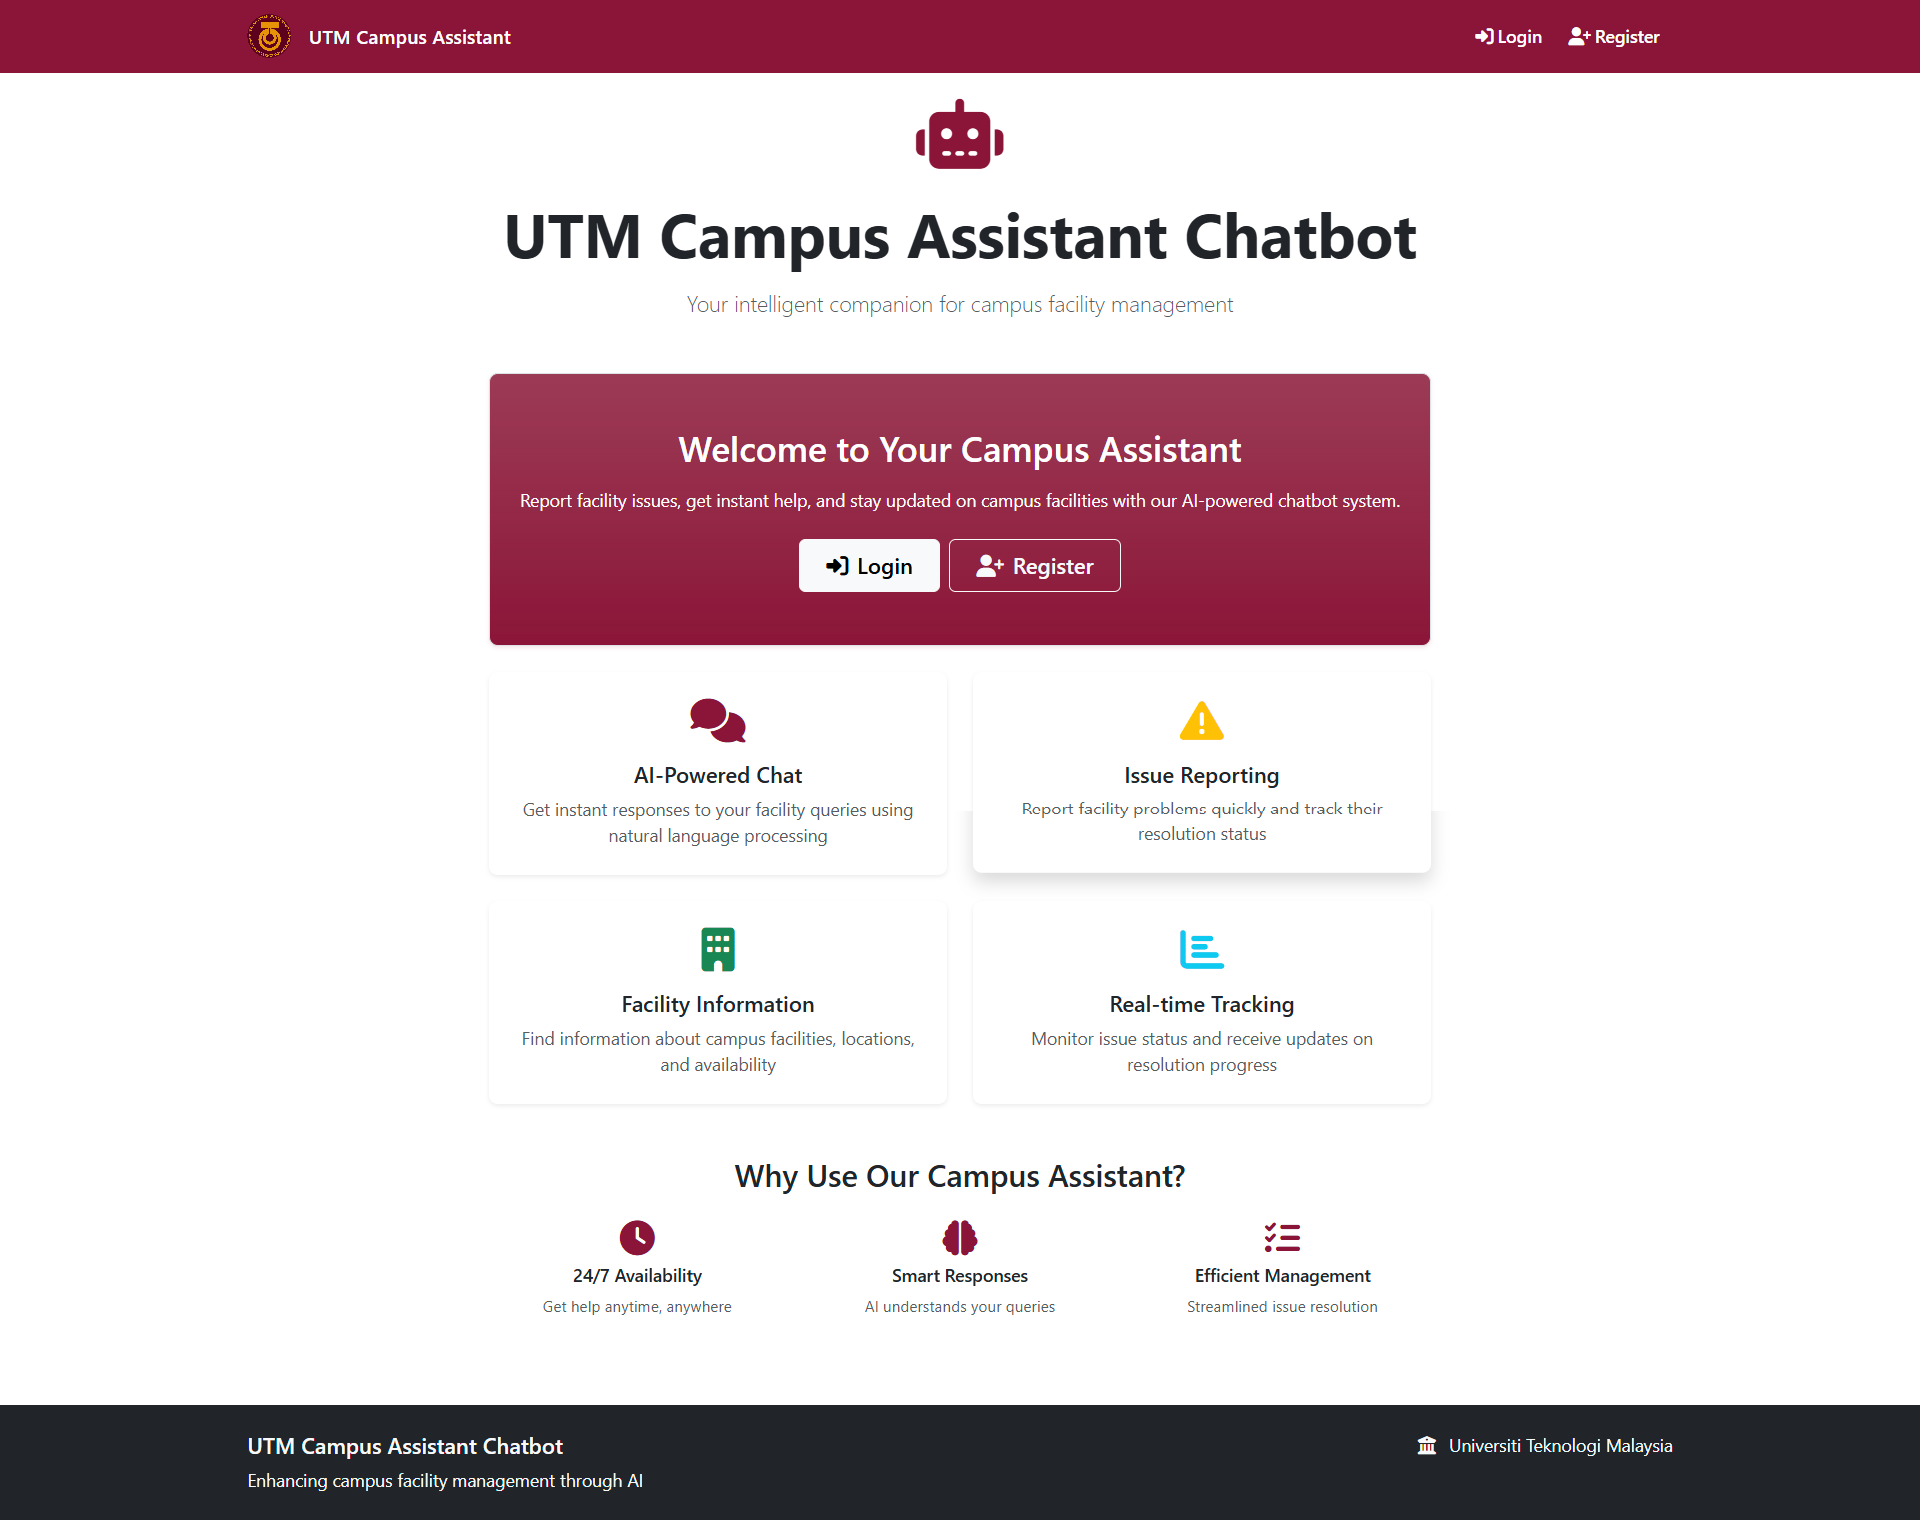 UTM Campus Assistant
Login
Register
UTM Campus Assistant Chatbot
Your intelligent companion for campus facility management
Welcome to Your Campus Assistant
Report facility issues, get instant help, and stay updated on campus facilities with our AI-powered chatbot system.
Login
Register
AI-Powered Chat
Get instant responses to your facility queries using
natural language processing
Issue Reporting
Report facility problems quickly and track their
resolution status
Facility Information
Find information about campus facilities, locations,
and availability
Real-time Tracking
Monitor issue status and receive updates on
resolution progress
Why Use Our Campus Assistant?
24/7 Availability
Get help anytime, anywhere
Smart Responses
AI understands your queries
Efficient Management
Streamlined issue resolution
UTM Campus Assistant Chatbot
Enhancing campus facility management through AI
Universiti Teknologi Malaysia